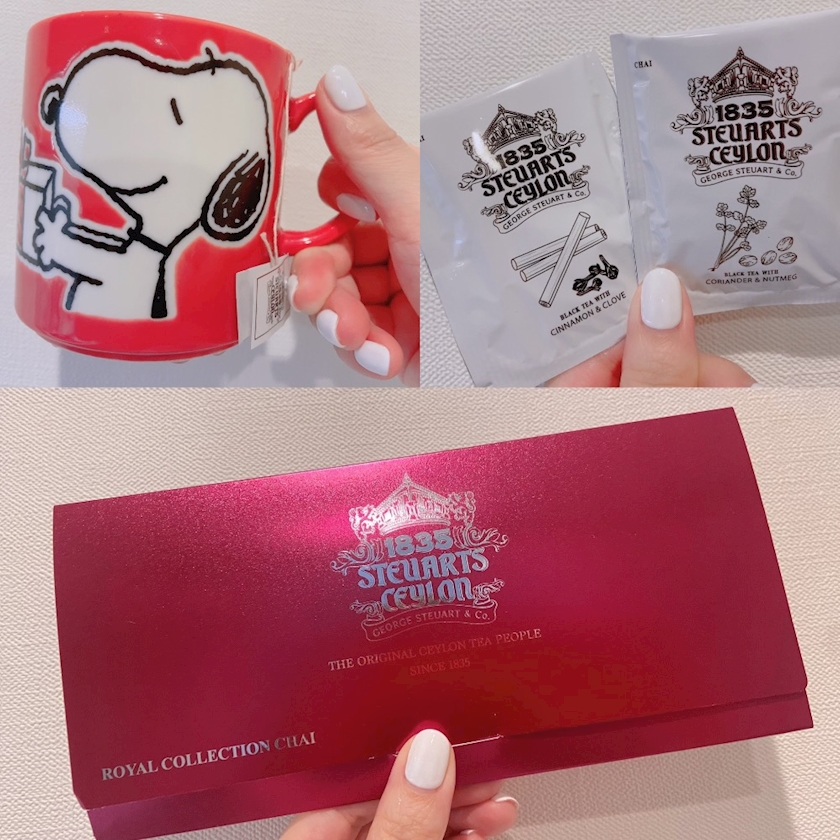 1835
STEUARTS
CEYLON
GEORGE STEUART & Co.
BLACK TEA WITH
CINNAMON & CLOVE
CHAI
1835
STEUARTS
CEYLON
GEORGE STEUART & Co.
BLACK TEA WITH
CORIANDER & NUTMEG
1835
STEUARTS
CEYLON
GEORGE STEUART & Co.
THE ORIGINAL CEYLON TEA PEOPLE
SINCE 1835
ROYAL COLLECTION CHAI